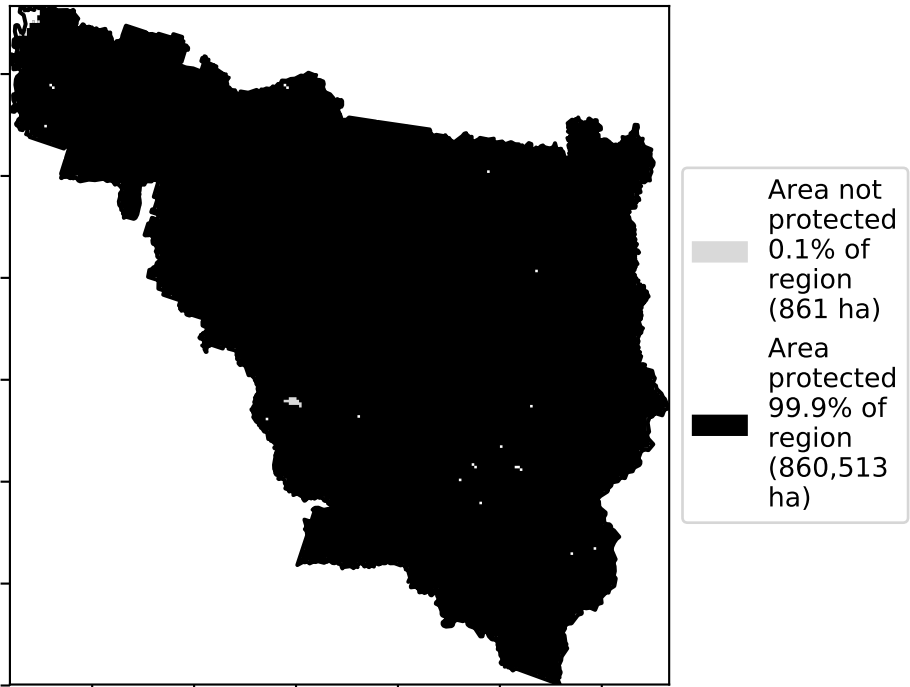 Area not
protected
0.1% of
region
(861 ha)
Area
protected
99.9% of
region
(860,513
ha)